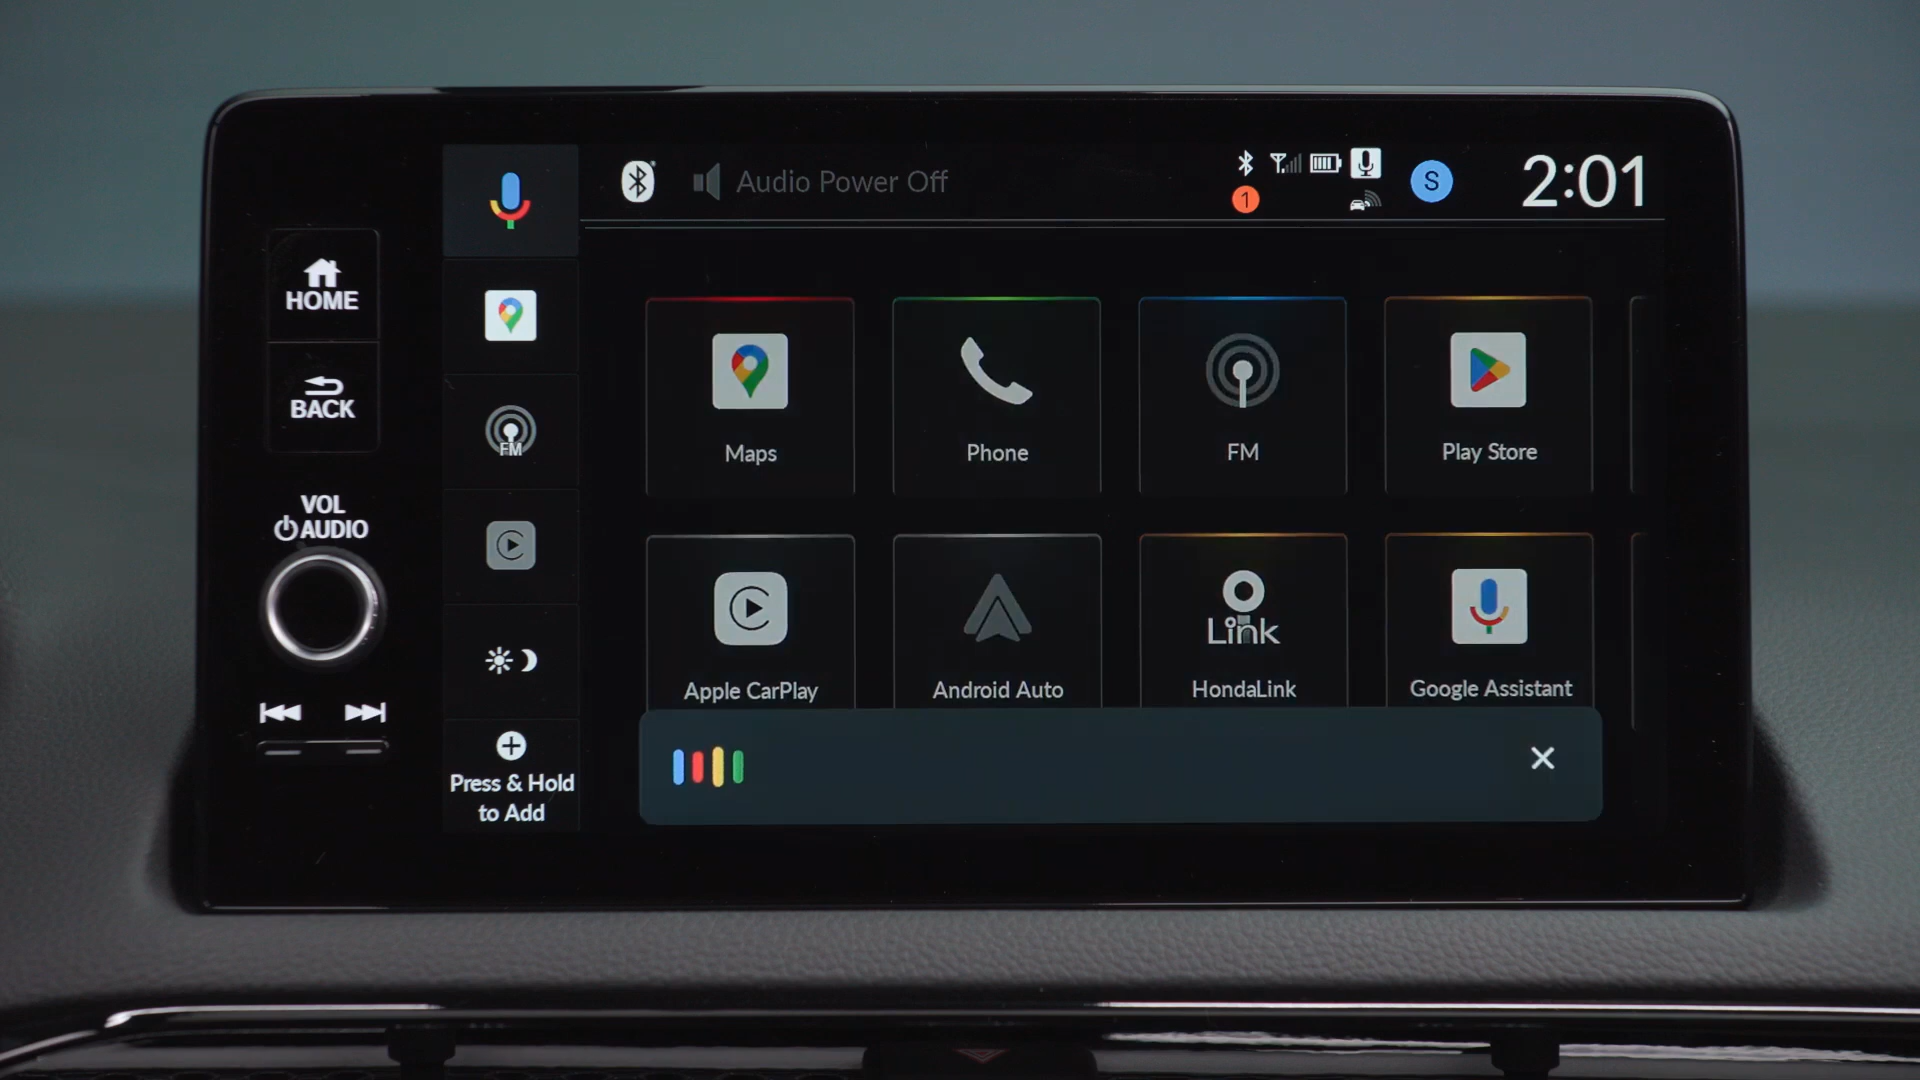 Audio Power Off
1
S
2:01
HOME
BACK
VOL
AUDIO
FM
Press & Hold
to Add
Maps
Phone
FM
Play Store
Apple CarPlay
Android Auto
Link
HondaLink
Google Assistant